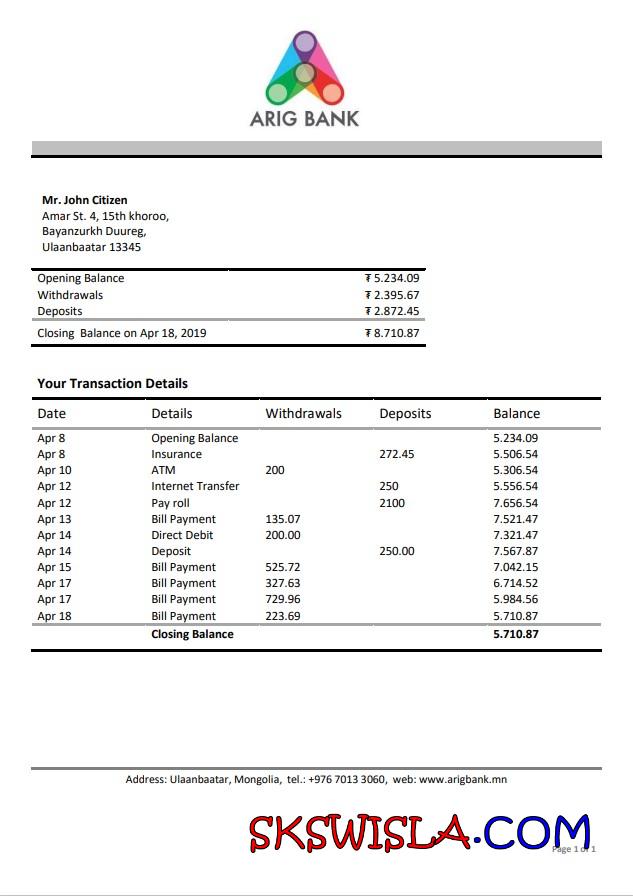 ARIG BANK
Mr. John Citizen
Amar St. 4, 15th khoroo,
Bayanzurkh Duureg,
Ulaanbaatar 13345
Opening Balance ₮ 5.234.09
Withdrawals ₮ 2.395.67
Deposits ₮ 2.872.45
Closing Balance on Apr 18, 2019 ₮ 8.710.87
Your Transaction Details
Date Details Withdrawals Deposits Balance
Apr 8 Opening Balance 5.234.09
Apr 8 Insurance 272.45 5.506.54
Apr 10 ATM 200 5.306.54
Apr 12 Internet Transfer 250 5.556.54
Apr 12 Pay roll 2100 7.656.54
Apr 13 Bill Payment 135.07 7.521.47
Apr 14 Direct Debit 200.00 7.321.47
Apr 14 Deposit 250.00 7.567.87
Apr 15 Bill Payment 525.72 7.042.15
Apr 17 Bill Payment 327.63 6.714.52
Apr 17 Bill Payment 729.96 5.984.56
Apr 18 Bill Payment 223.69 5.710.87
Closing Balance 5.710.87
Address: Ulaanbaatar, Mongolia, tel.: +976 7013 3060, web: www.arigbank.mn
SKSWISLA.COM
Page 1 of 1